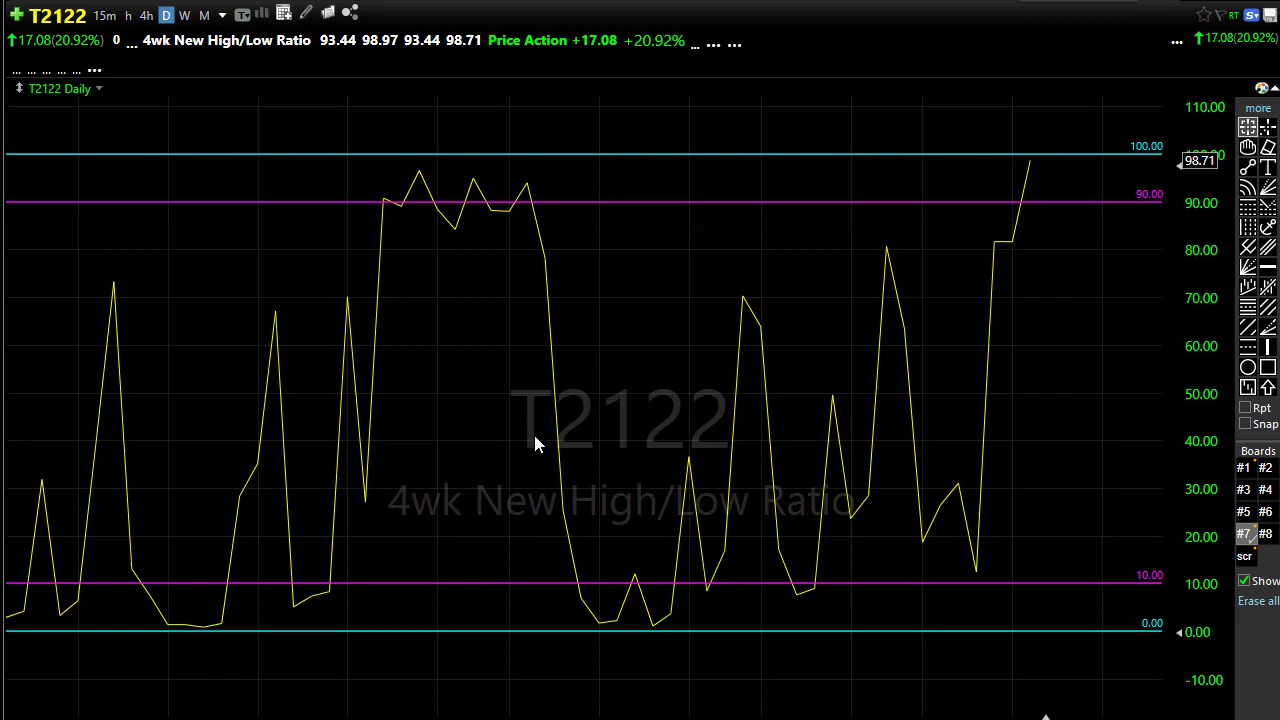 T2122 15m h 4h D W M T RT S
17.08(20.92%) 0 ... 4wk New High/Low Ratio 93.44 98.97 93.44 98.71 Price Action +17.08 +20.92% ... ... ... ... 17.08(20.92%)
... ... ... ... ... ...
T2122 Daily
more
110.00
100.00
98.71
90.00
90.00
80.00
70.00
60.00
50.00
T2122
40.00
4wk New High/Low Ratio
30.00
20.00
10.00
10.00
0.00
0.00
-10.00
T
Rpt
Snap
Boards
#1 #2
#3 #4
#5 #6
#7 #8
scr
Show
Erase all